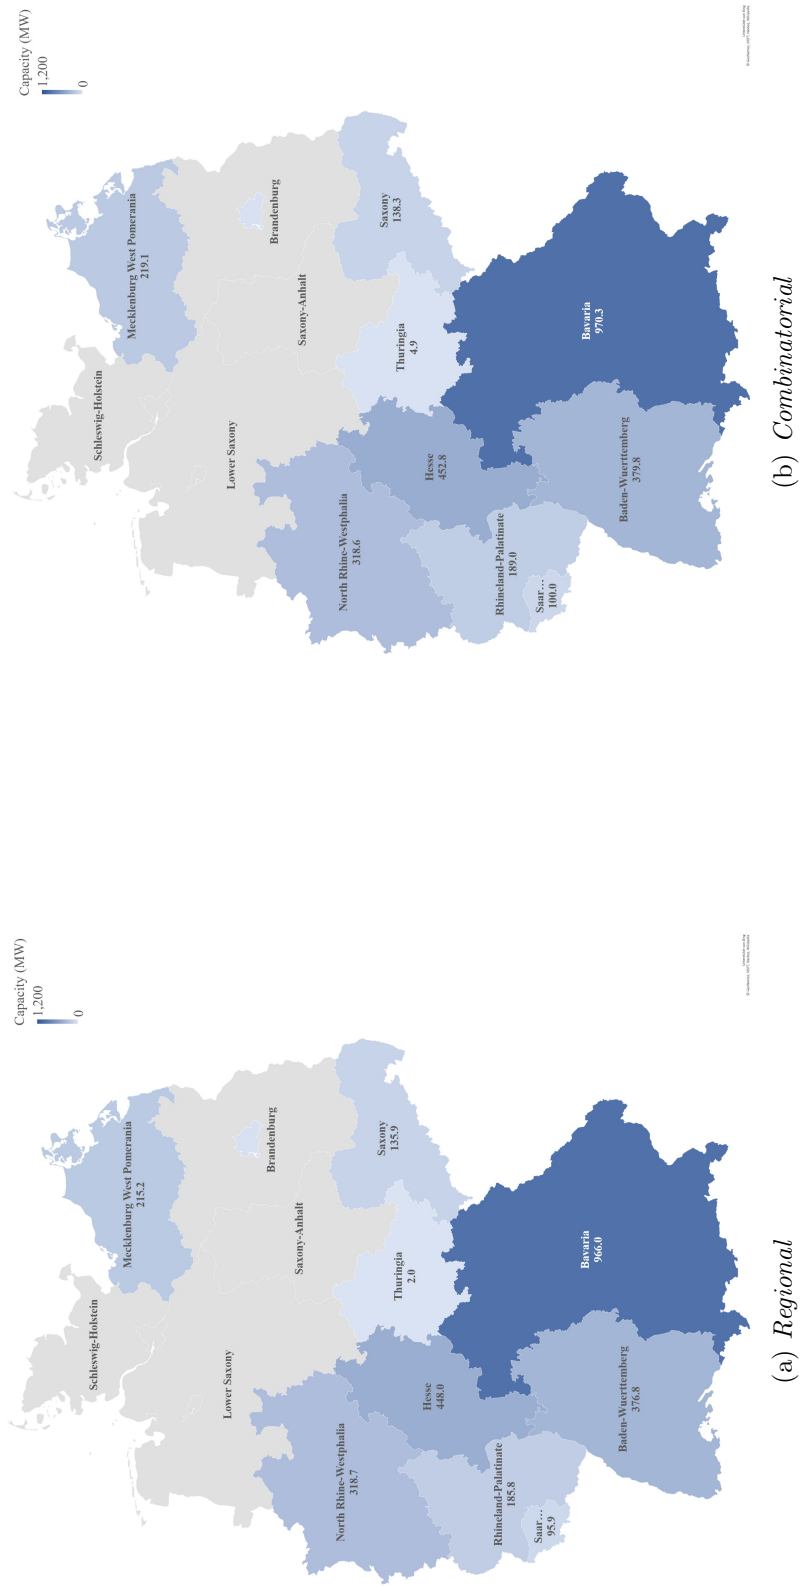 Capacity (MW)
1,200
0
Schleswig-Holstein
Mecklenburg West Pomerania
215.2
Lower Saxony
Brandenburg
Saxony-Anhalt
North Rhine-Westphalia
318.7
Saxony
135.9
Thuringia
2.0
Hesse
448.0
Rhineland-Palatinate
185.8
Saar…
95.9
Bavaria
966.0
Baden-Wuerttemberg
376.8
(a) Regional
Capacity (MW)
1,200
0
Schleswig-Holstein
Mecklenburg West Pomerania
219.1
Lower Saxony
Brandenburg
Saxony-Anhalt
North Rhine-Westphalia
318.6
Saxony
138.3
Thuringia
4.9
Hesse
452.8
Rhineland-Palatinate
189.0
Saar…
100.0
Bavaria
970.3
Baden-Wuerttemberg
379.8
(b) Combinatorial